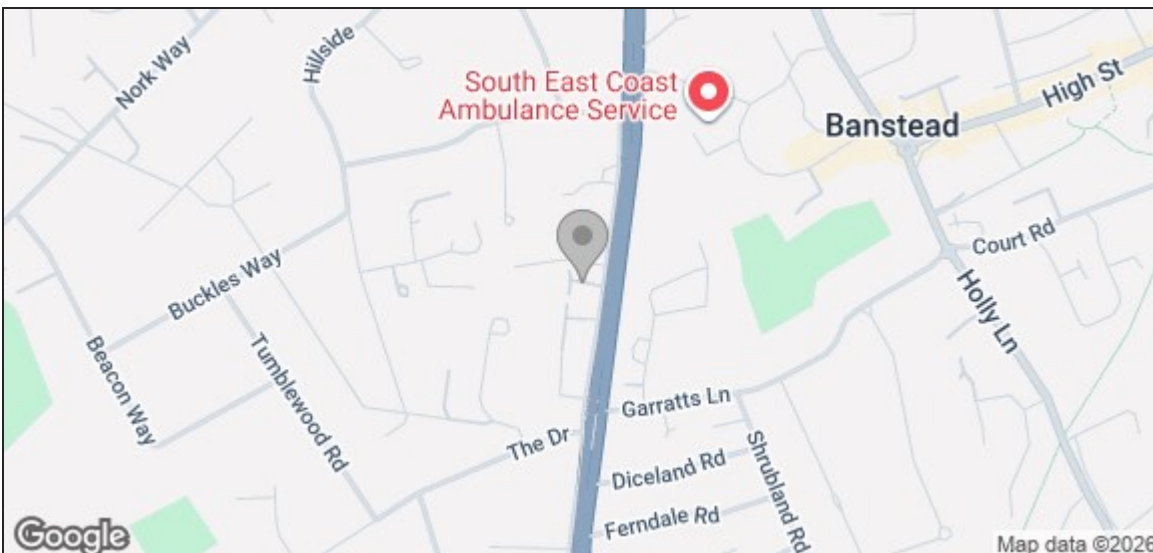 Nork Way
Hillside
South East Coast
Ambulance Service
High St
Banstead
Court Rd
Buckles Way
Holly Ln
Beacon Way
Tumblewood Rd
Garratts Ln
The Dr
Shrubland Rd
Diceland Rd
Ferndale Rd
Google
Map data ©2026